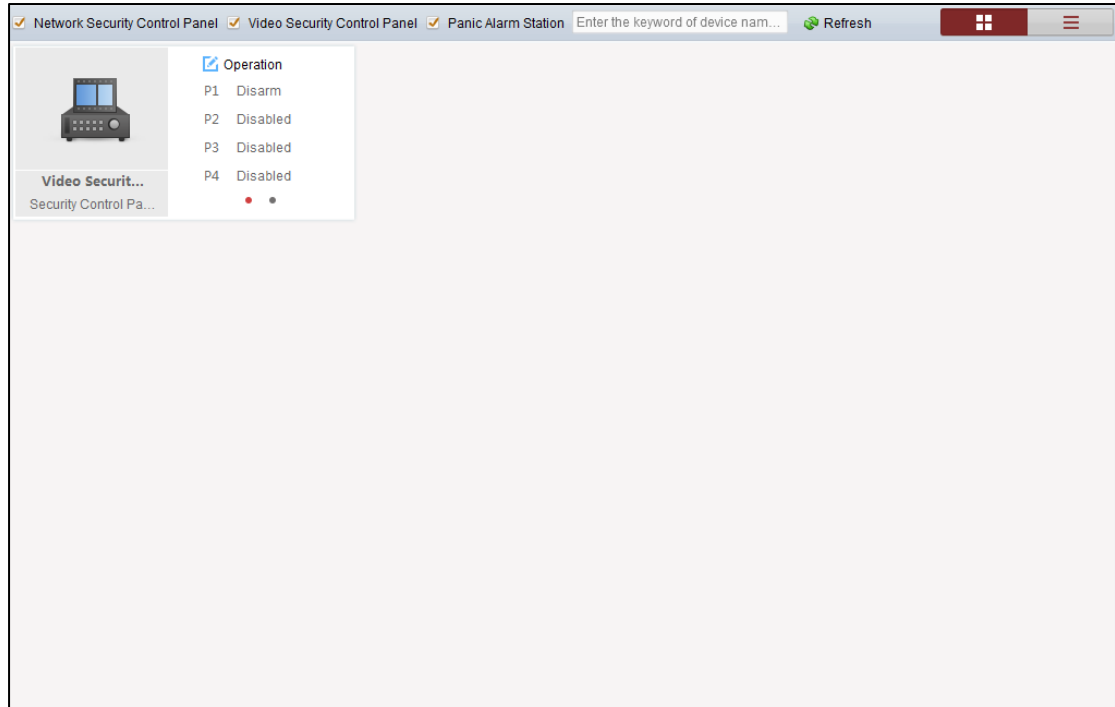 Network Security Control Panel Video Security Control Panel Panic Alarm Station Enter the keyword of device nam... Refresh
Operation
P1 Disarm
P2 Disabled
P3 Disabled
P4 Disabled
Video Securit...
Security Control Pa...